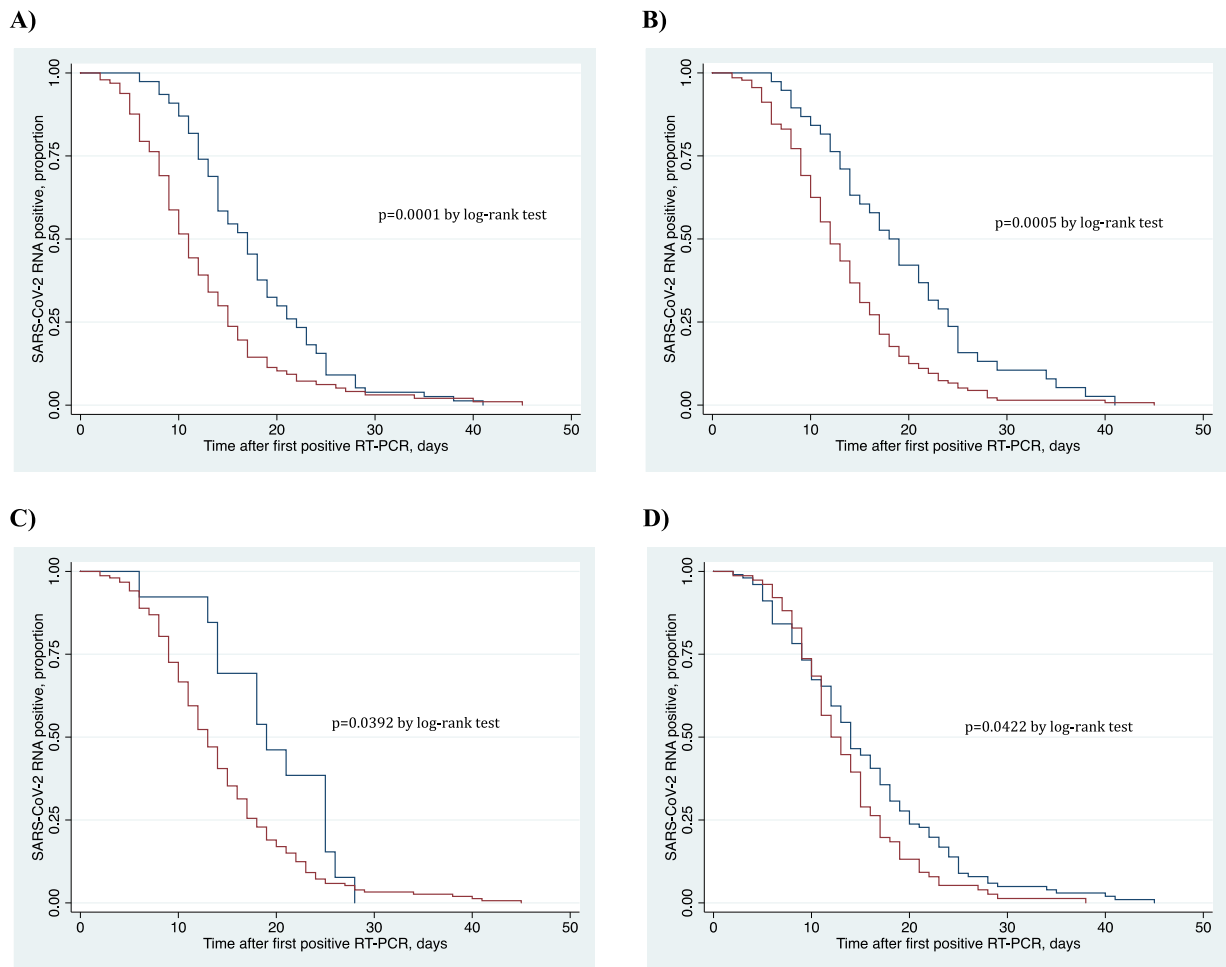 A)
SARS-CoV-2 RNA positive, proportion
1.00
0.75
0.50
0.25
0.00
p=0.0001 by log-rank test
0 10 20 30 40 50
Time after first positive RT-PCR, days
B)
SARS-CoV-2 RNA positive, proportion
1.00
0.75
0.50
0.25
0.00
p=0.0005 by log-rank test
0 10 20 30 40 50
Time after first positive RT-PCR, days
C)
SARS-CoV-2 RNA positive, proportion
1.00
0.75
0.50
0.25
0.00
p=0.0392 by log-rank test
0 10 20 30 40 50
Time after first positive RT-PCR, days
D)
SARS-CoV-2 RNA positive, proportion
1.00
0.75
0.50
0.25
0.00
p=0.0422 by log-rank test
0 10 20 30 40 50
Time after first positive RT-PCR, days